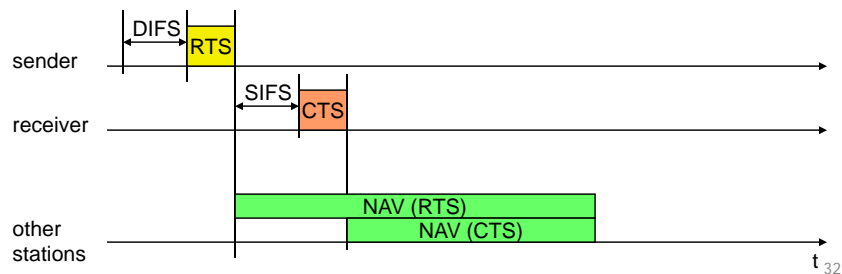 DIFS
RTS
sender
SIFS
CTS
receiver
NAV (RTS)
NAV (CTS)
other
stations
t
32